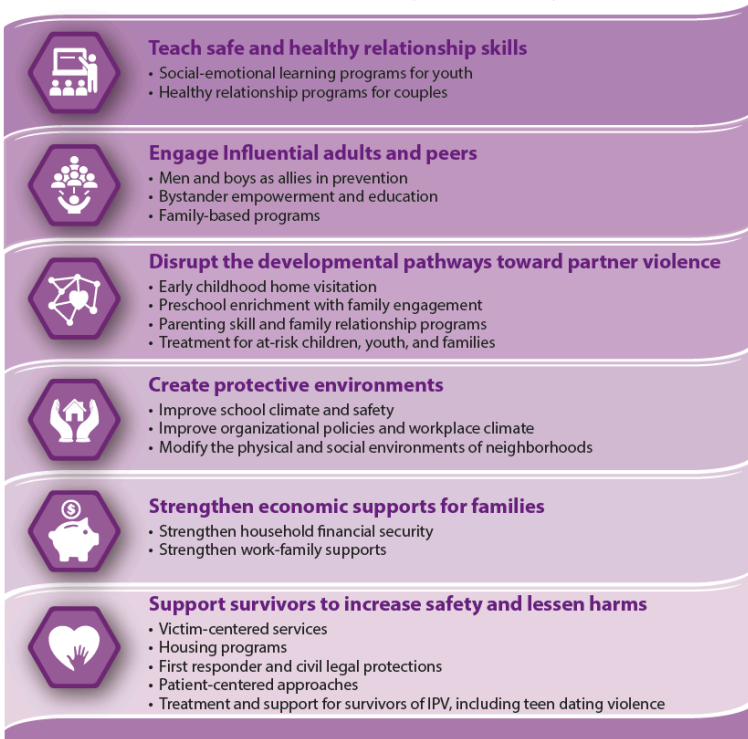 Teach safe and healthy relationship skills
• Social-emotional learning programs for youth
• Healthy relationship programs for couples
Engage Influential adults and peers
• Men and boys as allies in prevention
• Bystander empowerment and education
• Family-based programs
Disrupt the developmental pathways toward partner violence
• Early childhood home visitation
• Preschool enrichment with family engagement
• Parenting skill and family relationship programs
• Treatment for at-risk children, youth, and families
Create protective environments
• Improve school climate and safety
• Improve organizational policies and workplace climate
• Modify the physical and social environments of neighborhoods
$
Strengthen economic supports for families
• Strengthen household financial security
• Strengthen work-family supports
Support survivors to increase safety and lessen harms
• Victim-centered services
• Housing programs
• First responder and civil legal protections
• Patient-centered approaches
• Treatment and support for survivors of IPV, including teen dating violence